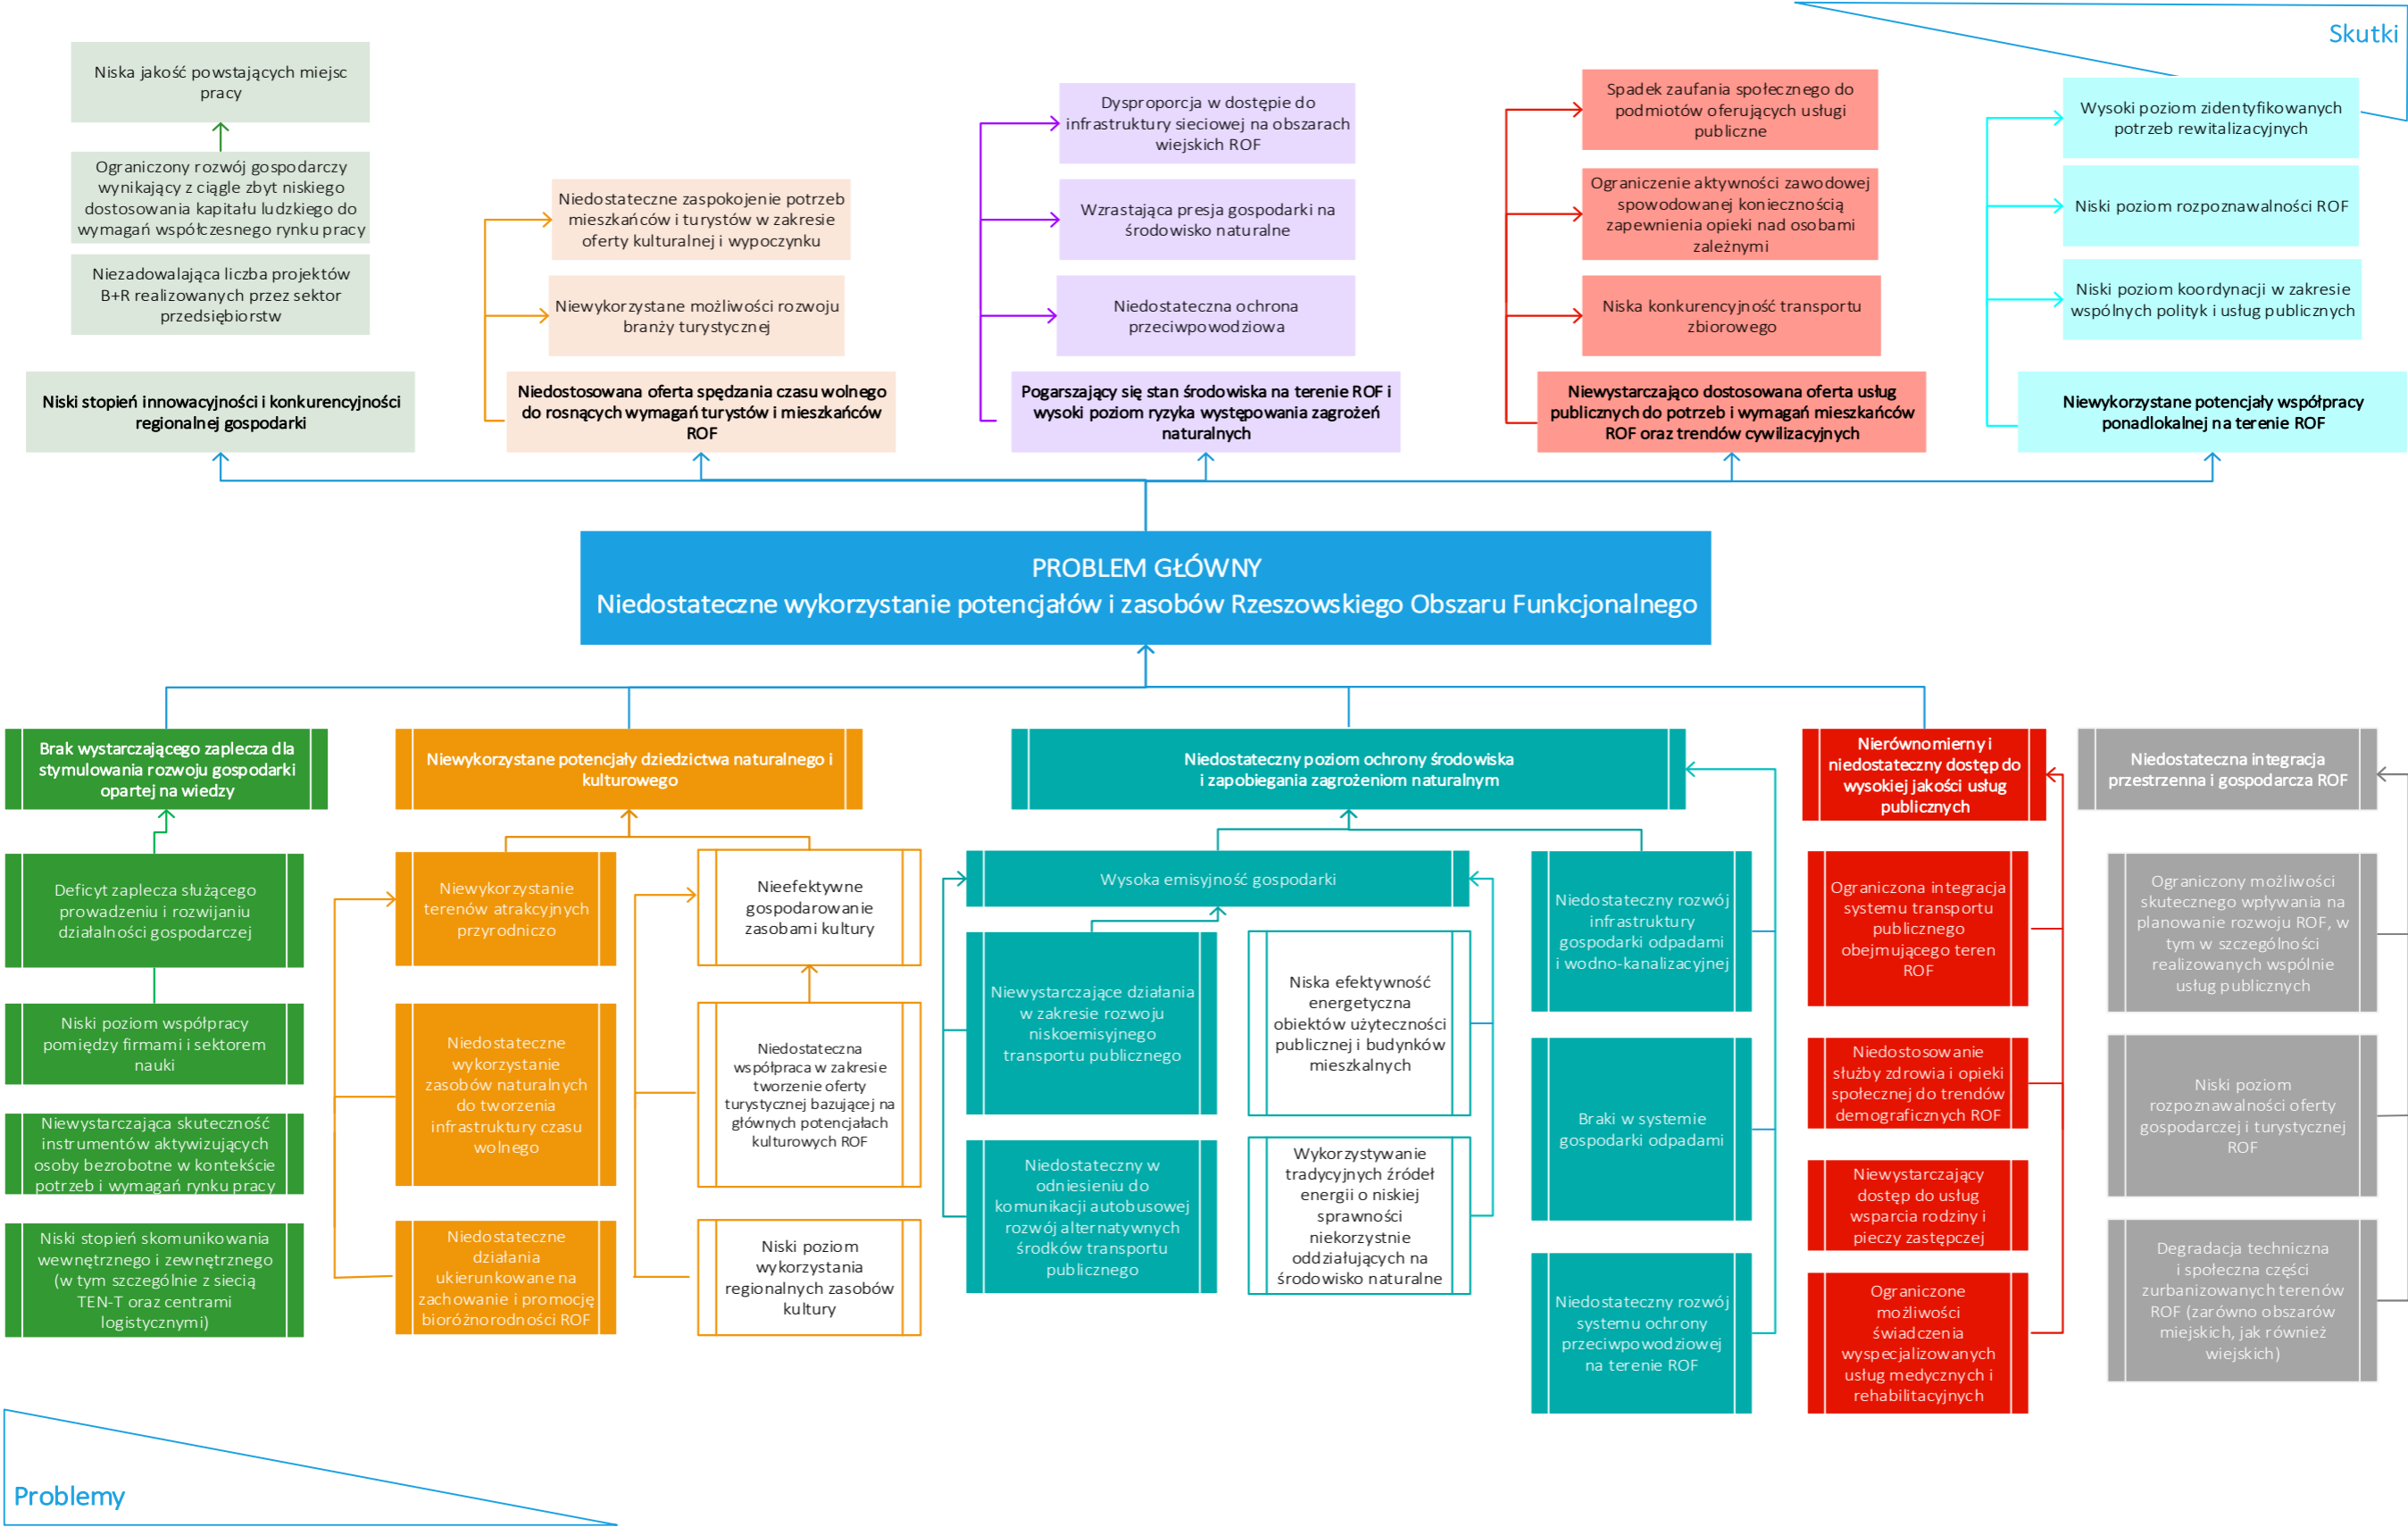 Skutki
Niska jakość powstających miejsc
pracy
Ograniczony rozwój gospodarczy
wynikający z ciągle zbyt niskiego
dostosowania kapitału ludzkiego do
wymagań współczesnego rynku pracy
Niezadowalająca liczba projektów
B+R realizowanych przez sektor
przedsiębiorstw
Niski stopień innowacyjności i konkurencyjności
regionalnej gospodarki
Niedostateczne zaspokojenie potrzeb
mieszkańców i turystów w zakresie
oferty kulturalnej i wypoczynku
Niewykorzystane możliwości rozwoju
branży turystycznej
Niedostosowana oferta spędzania czasu wolnego
do rosnących wymagań turystów i mieszkańców
ROF
Dysproporcja w dostępie do
infrastruktury sieciowej na obszarach
wiejskich ROF
Wzrastająca presja gospodarki na
środowisko naturalne
Niedostateczna ochrona
przeciwpowodziowa
Pogarszający się stan środowiska na terenie ROF i
wysoki poziom ryzyka występowania zagrożeń
naturalnych
Spadek zaufania społecznego do
podmiotów oferujących usługi
publiczne
Ograniczenie aktywności zawodowej
spowodowanej koniecznością
zapewnienia opieki nad osobami
zależnymi
Niska konkurencyjność transportu
zbiorowego
Niewystarczająco dostosowana oferta usług
publicznych do potrzeb i wymagań mieszkańców
ROF oraz trendów cywilizacyjnych
Wysoki poziom zidentyfikowanych
potrzeb rewitalizacyjnych
Niski poziom rozpoznawalności ROF
Niski poziom koordynacji w zakresie
wspólnych polityk i usług publicznych
Niewykorzystane potencjały współpracy
ponadlokalnej na terenie ROF
PROBLEM GŁÓWNY
Niedostateczne wykorzystanie potencjałów i zasobów Rzeszowskiego Obszaru Funkcjonalnego
Brak wystarczającego zaplecza dla
stymulowania rozwoju gospodarki
opartej na wiedzy
Deficyt zaplecza służącego
prowadzeniu i rozwijaniu
działalności gospodarczej
Niski poziom współpracy
pomiędzy firmami i sektorem
nauki
Niewystarczająca skuteczność
instrumentów aktywizujących
osoby bezrobotne w kontekście
potrzeb i wymagań rynku pracy
Niski stopień skomunikowania
wewnętrznego i zewnętrznego
(w tym szczególnie z siecią
TEN-T oraz centrami
logistycznymi)
Niewykorzystane potencjały dziedzictwa naturalnego i
kulturowego
Niewykorzystanie
terenów atrakcyjnych
przyrodniczo
Niedostateczne
wykorzystanie
zasobów naturalnych
do tworzenia
infrastruktury czasu
wolnego
Niedostateczne
działania
ukierunkowane na
zachowanie i promocję
bioróżnorodności ROF
Nieefektywne
gospodarowanie
zasobami kultury
Niedostateczna
współpraca w zakresie
tworzenie oferty
turystycznej bazującej na
głównych potencjałach
kulturowych ROF
Niski poziom
wykorzystania
regionalnych zasobów
kultury
Niedostateczny poziom ochrony środowiska
i zapobiegania zagrożeniom naturalnym
Wysoka emisyjność gospodarki
Niewystarczające działania
w zakresie rozwoju
niskoemisyjnego
transportu publicznego
Niedostateczny w
odniesieniu do
komunikacji autobusowej
rozwój alternatywnych
środków transportu
publicznego
Niska efektywność
energetyczna
obiektów użyteczności
publicznej i budynków
mieszkalnych
Wykorzystywanie
tradycyjnych źródeł
energii o niskiej
sprawności
niekorzystnie
oddziałujących na
środowisko naturalne
Niedostateczny rozwój
infrastruktury
gospodarki odpadami
i wodno-kanalizacyjnej
Braki w systemie
gospodarki odpadami
Niedostateczny rozwój
systemu ochrony
przeciwpowodziowej
na terenie ROF
Nierównomierny i
niedostateczny dostęp do
wysokiej jakości usług
publicznych
Ograniczona integracja
systemu transportu
publicznego
obejmującego teren
ROF
Niedostosowanie
służby zdrowia i opieki
społecznej do trendów
demograficznych ROF
Niewystarczający
dostęp do usług
wsparcia rodziny i
pieczy zastępczej
Ograniczone
możliwości
świadczenia
wyspecjalizowanych
usług medycznych i
rehabilitacyjnych
Niedostateczna integracja
przestrzenna i gospodarcza ROF
Ograniczony możliwości
skutecznego wpływania na
planowanie rozwoju ROF, w
tym w szczególności
realizowanych wspólnie
usług publicznych
Niski poziom
rozpoznawalności oferty
gospodarczej i turystycznej
ROF
Degradacja techniczna
i społeczna części
zurbanizowanych terenów
ROF (zarówno obszarów
miejskich, jak również
wiejskich)
Problemy